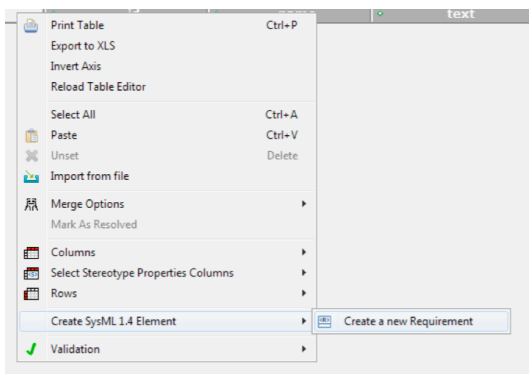 text
Print Table Ctrl+P
Export to XLS
Invert Axis
Reload Table Editor
Select All Ctrl+A
Paste Ctrl+V
Unset Delete
Import from file
Merge Options
Mark As Resolved
Columns
Select Stereotype Properties Columns
Rows
Create SysML 1.4 Element Create a new Requirement
Validation